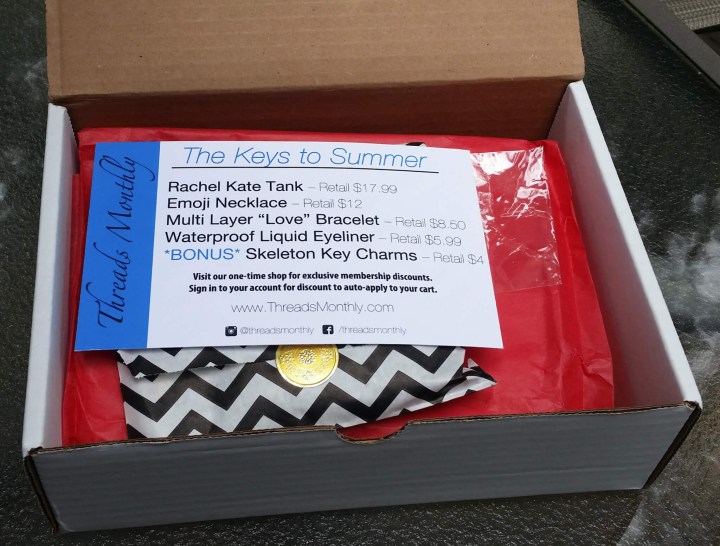 Threads Monthly
The Keys to Summer
Rachel Kate Tank – Retail $17.99
Emoji Necklace – Retail $12
Multi Layer “Love” Bracelet – Retail $8.50
Waterproof Liquid Eyeliner – Retail $5.99
*BONUS* Skeleton Key Charms – Retail $4
Visit our one-time shop for exclusive membership discounts.
Sign in to your account for discount to auto-apply to your cart.
www.ThreadsMonthly.com
@threadsmonthly f /threadsmonthly